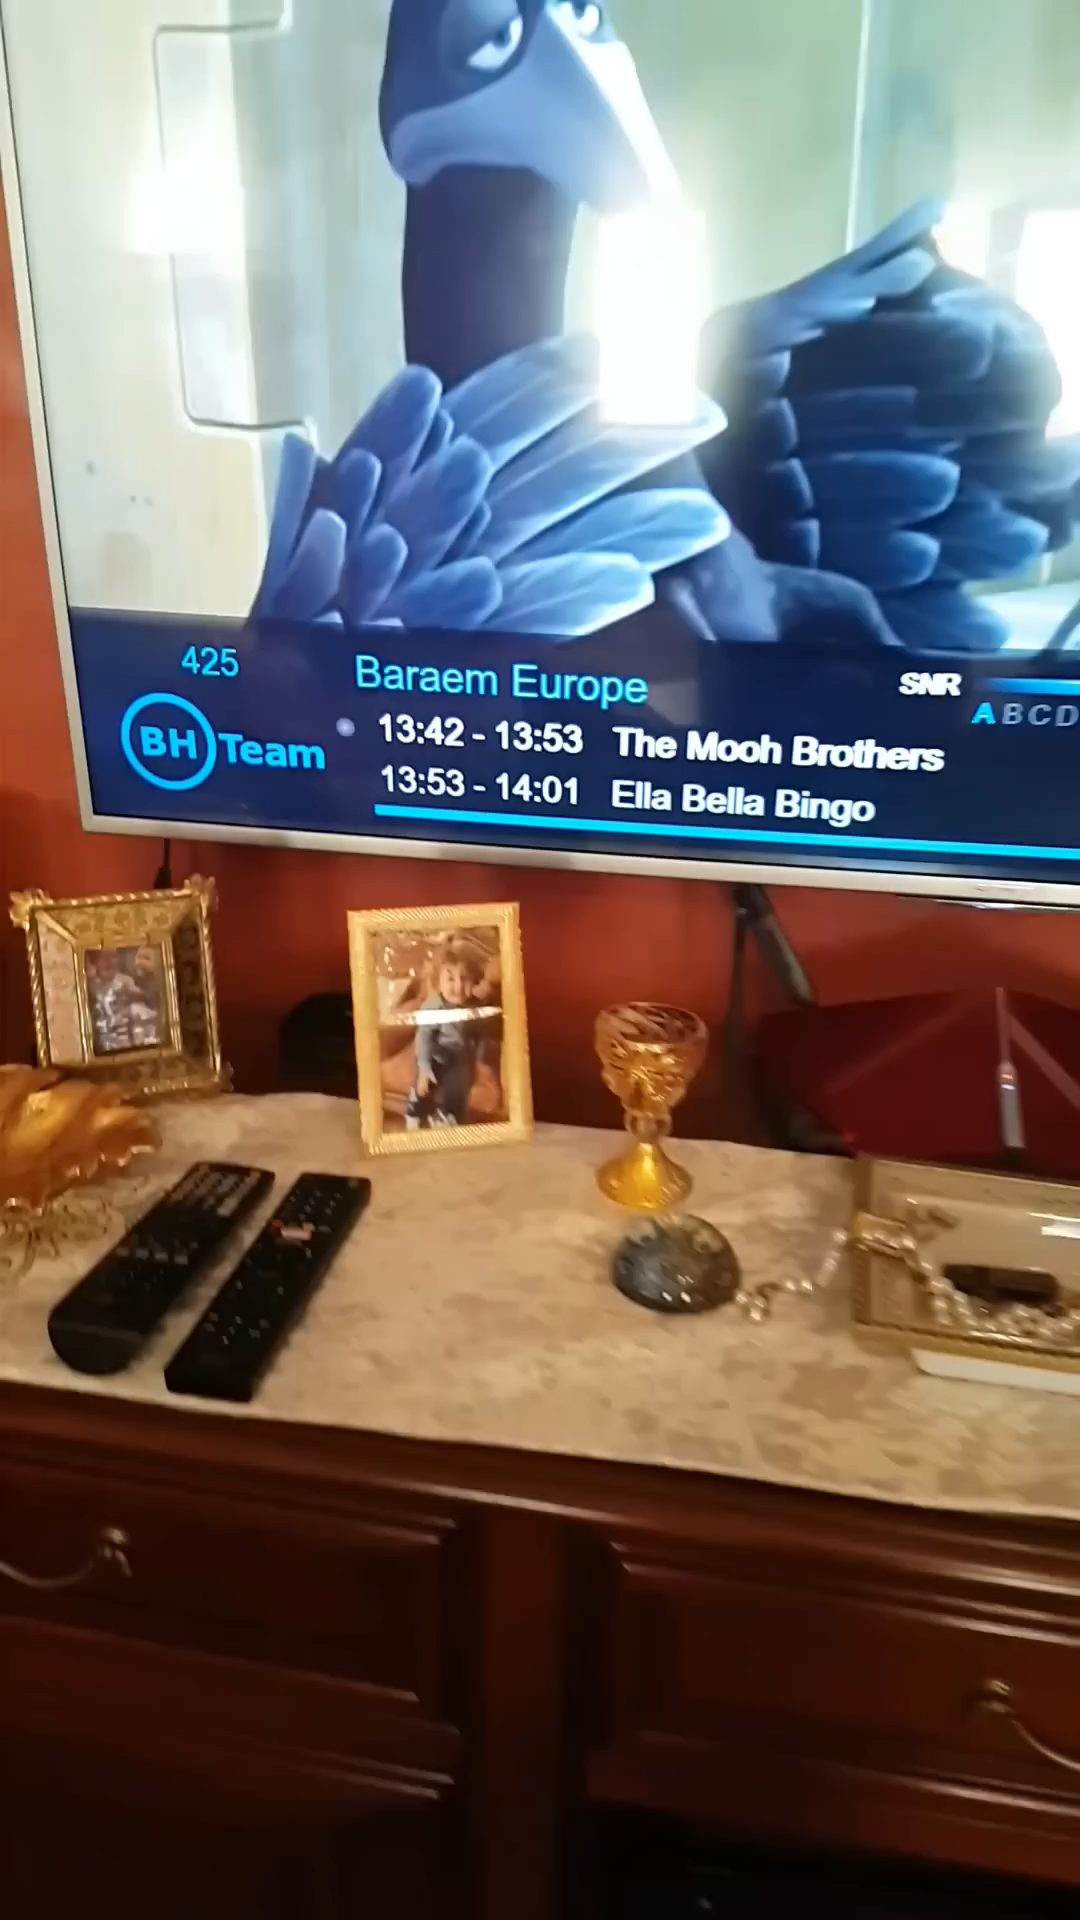 425
Baraem Europe
SNR
A B C D
BH Team
13:42 - 13:53 The Mooh Brothers
13:53 - 14:01 Ella Bella Bingo